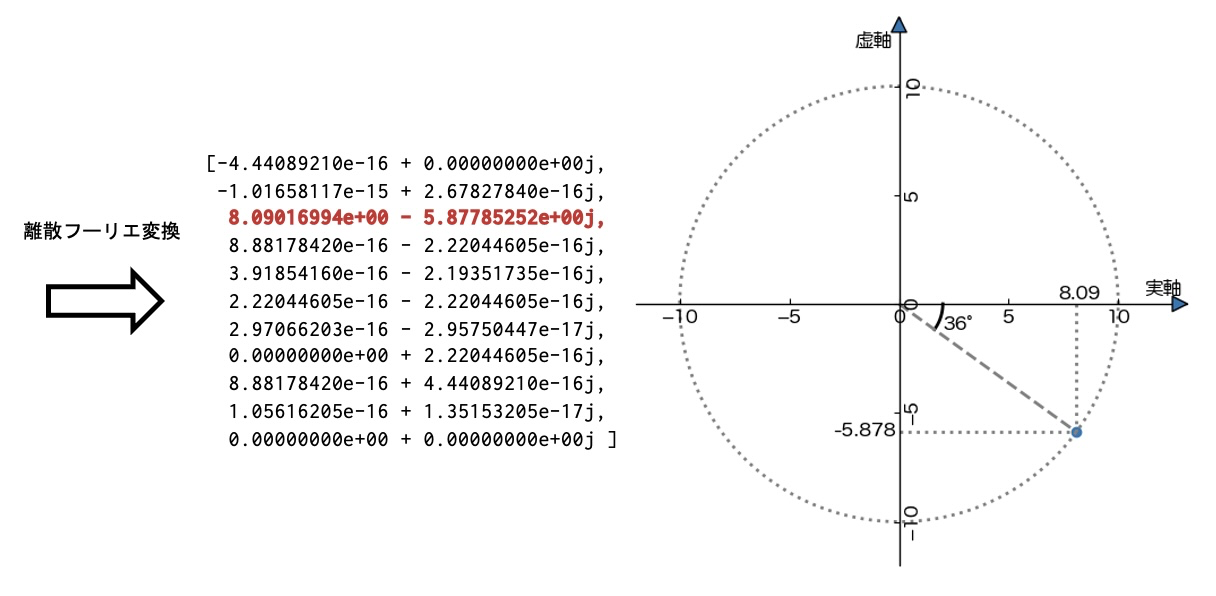 離散フーリエ変換
[-4.44089210e-16 + 0.00000000e+00j,
-1.01658117e-15 + 2.67827840e-16j,
8.09016994e+00 - 5.87785252e+00j,
8.88178420e-16 - 2.22044605e-16j,
3.91854160e-16 - 2.19351735e-16j,
2.22044605e-16 - 2.22044605e-16j,
2.97066203e-16 - 2.95750447e-17j,
0.00000000e+00 + 2.22044605e-16j,
8.88178420e-16 + 4.44089210e-16j,
1.05616205e-16 + 1.35153205e-17j,
0.00000000e+00 + 0.00000000e+00j ]
虚軸
10
5
0
−5
−10
8.09
実軸
−10
−5
0
5
10
36°
-5.878